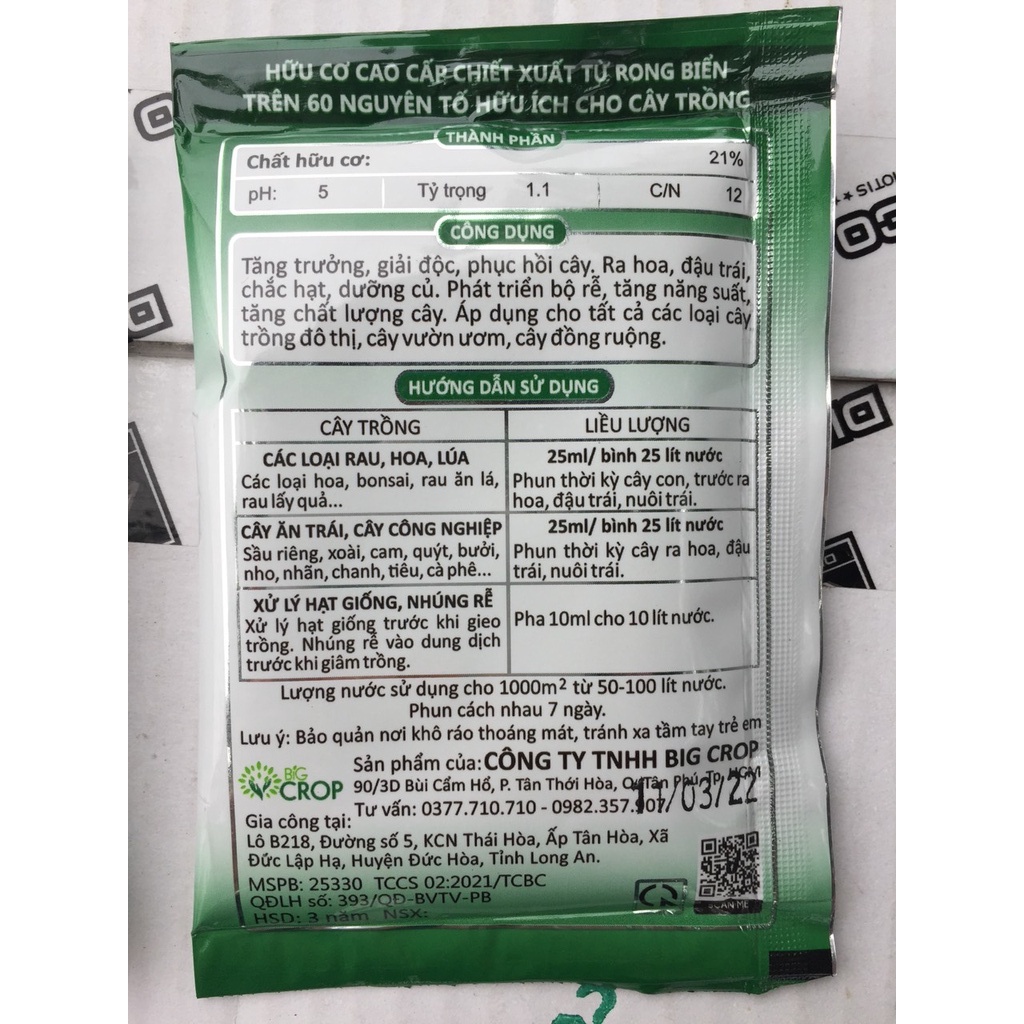 HỮU CƠ CAO CẤP CHIẾT XUẤT TỪ RONG BIỂN
TRÊN 60 NGUYÊN TỐ HỮU ÍCH CHO CÂY TRỒNG
THÀNH PHẦN
Chất hữu cơ: 21%
pH: 5 Tỷ trọng 1.1 C/N 12
CÔNG DỤNG
Tăng trưởng, giải độc, phục hồi cây. Ra hoa, đậu trái,
chắc hạt, dưỡng củ. Phát triển bộ rễ, tăng năng suất,
tăng chất lượng cây. Áp dụng cho tất cả các loại cây
trồng đô thị, cây vườn ươm, cây đồng ruộng.
HƯỚNG DẪN SỬ DỤNG
CÂY TRỒNG LIỀU LƯỢNG
CÁC LOẠI RAU, HOA, LÚA
Các loại hoa, bonsai, rau ăn lá,
rau lấy quả...
25ml/ bình 25 lít nước
Phun thời kỳ cây con, trước ra
hoa, đậu trái, nuôi trái.
CÂY ĂN TRÁI, CÂY CÔNG NGHIỆP
Sầu riêng, xoài, cam, quýt, bưởi,
nho, nhãn, chanh, tiêu, cà phê...
25ml/ bình 25 lít nước
Phun thời kỳ cây ra hoa, đậu
trái, nuôi trái.
XỬ LÝ HẠT GIỐNG, NHÚNG RỄ
Xử lý hạt giống trước khi gieo
trồng. Nhúng rễ vào dung dịch
trước khi giâm trồng.
Pha 10ml cho 10 lít nước.
Lượng nước sử dụng cho 1000m² từ 50-100 lít nước.
Phun cách nhau 7 ngày.
Lưu ý: Bảo quản nơi khô ráo thoáng mát, tránh xa tầm tay trẻ em
BIG
CROP
Sản phẩm của: CÔNG TY TNHH BIG CROP
90/3D Bùi Cẩm Hổ, P. Tân Thới Hòa, Q. Tân Phú, Tp. HCM
Tư vấn: 0377.710.710 - 0982.357.907
11/03/22
Gia công tại:
Lô B218, Đường số 5, KCN Thái Hòa, Ấp Tân Hòa, Xã
Đức Lập Hạ, Huyện Đức Hòa, Tỉnh Long An.
MSPB: 25330 TCCS 02:2021/TCBC
QĐLH số: 393/QĐ-BVTV-PB
HSD: 3 năm NSX:
SCAN ME